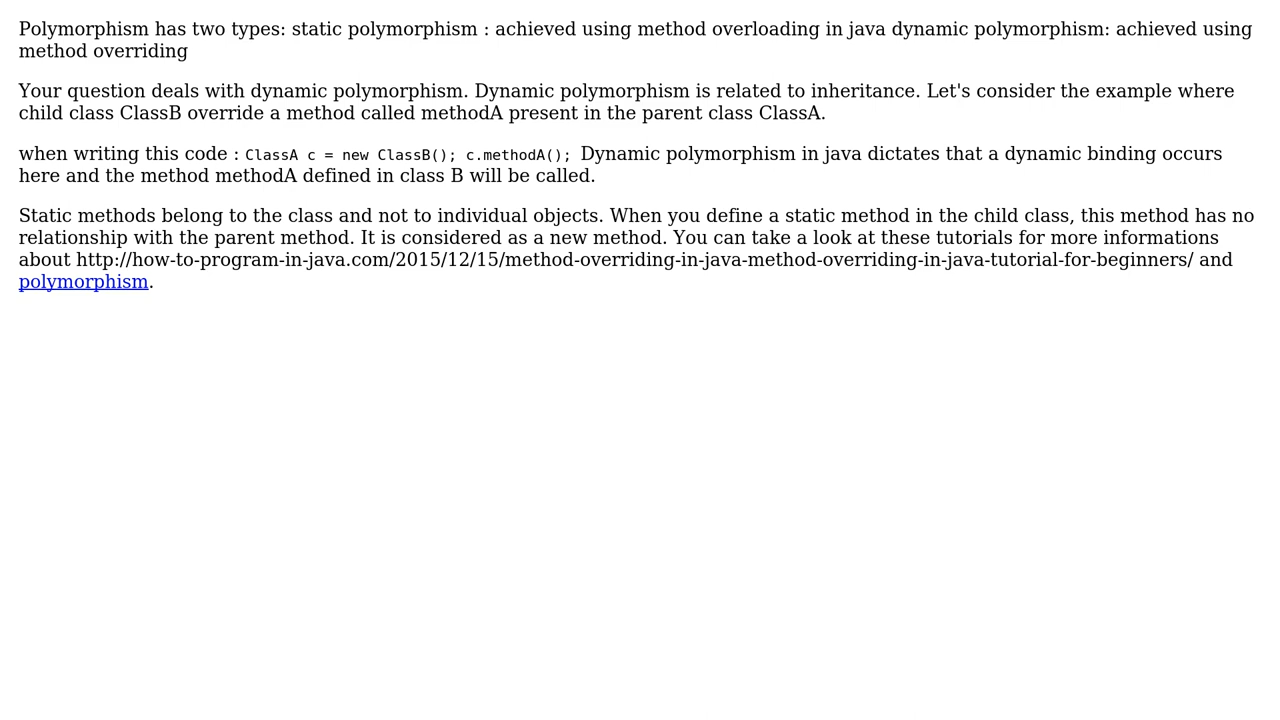 Polymorphism has two types: static polymorphism : achieved using method overloading in java dynamic polymorphism: achieved using
method overriding
Your question deals with dynamic polymorphism. Dynamic polymorphism is related to inheritance. Let's consider the example where
child class ClassB override a method called methodA present in the parent class ClassA.
when writing this code : ClassA c = new ClassB(); c.methodA(); Dynamic polymorphism in java dictates that a dynamic binding occurs
here and the method methodA defined in class B will be called.
Static methods belong to the class and not to individual objects. When you define a static method in the child class, this method has no
relationship with the parent method. It is considered as a new method. You can take a look at these tutorials for more informations
about http://how-to-program-in-java.com/2015/12/15/method-overriding-in-java-method-overriding-in-java-tutorial-for-beginners/ and
polymorphism.